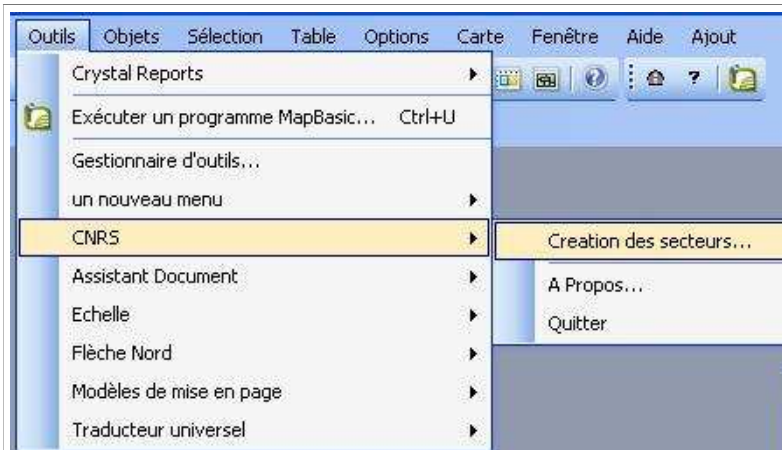 Outils Objets Sélection Table Options Carte Fenêtre Aide Ajout
Crystal Reports
Exécuter un programme MapBasic... Ctrl+U
Gestionnaire d'outils...
un nouveau menu
CNRS
Creation des secteurs...
Assistant Document
A Propos...
Echelle
Quitter
Flèche Nord
Modèles de mise en page
Traducteur universel